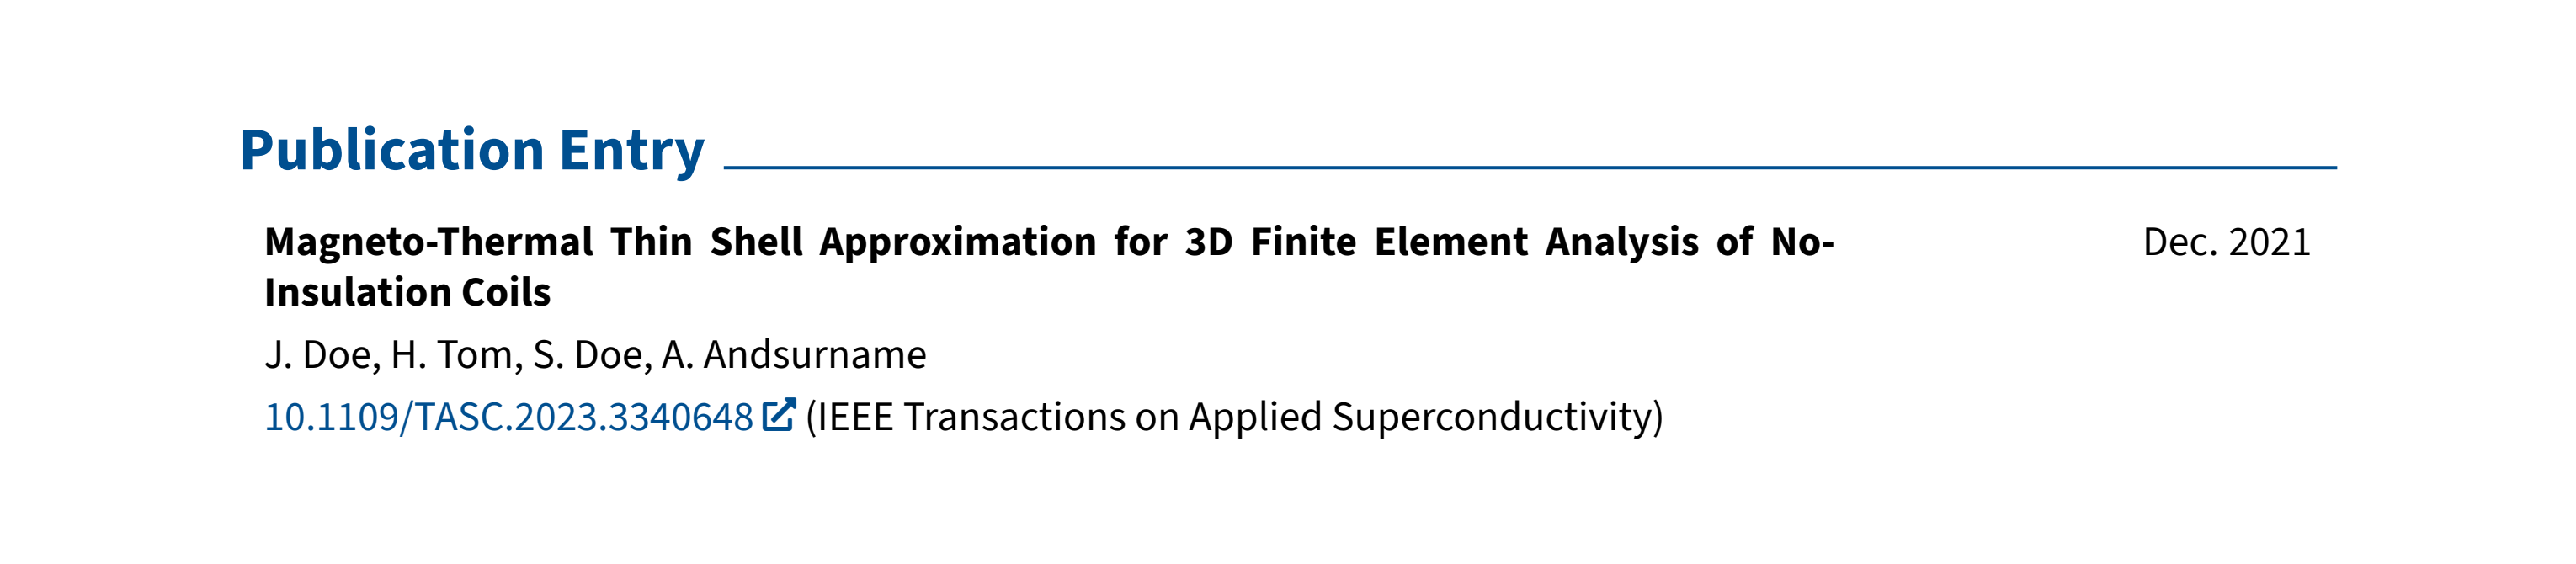 Publication Entry
Magneto-Thermal Thin Shell Approximation for 3D Finite Element Analysis of No-
Insulation Coils
Dec. 2021
J. Doe, H. Tom, S. Doe, A. Andsurname
10.1109/TASC.2023.3340648 (IEEE Transactions on Applied Superconductivity)